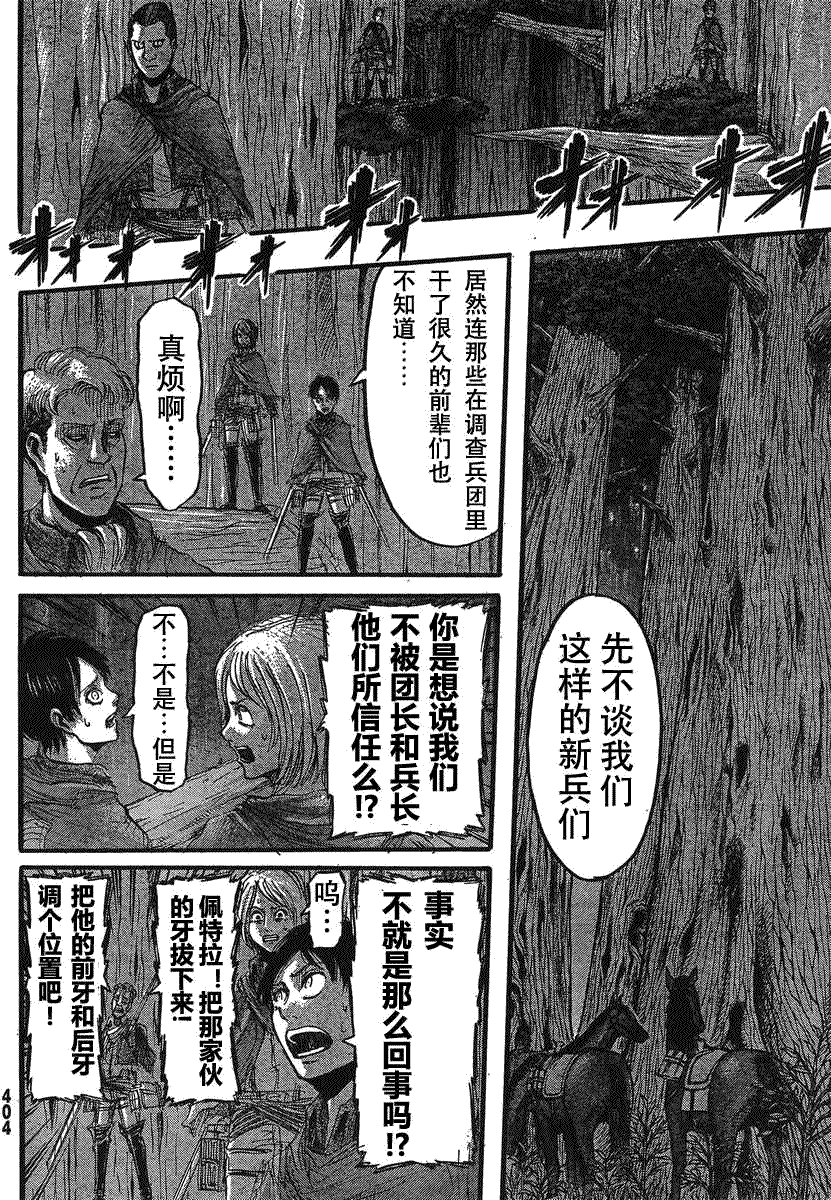 オオ
オオ
オオ
オオ
オオ
オオ
先不谈我们
这样的新兵们
居然连那些在调查兵团里
干了很久的前辈们也
不知道……
真烦啊……
你是想说我们
不被团长和兵长
他们所信任么!?
不…不是…但是
事实
不就是那么回事吗!?
呜…
佩特拉！把那家伙
的牙拔下来!
把他的前牙和后牙
调个位置吧！
404